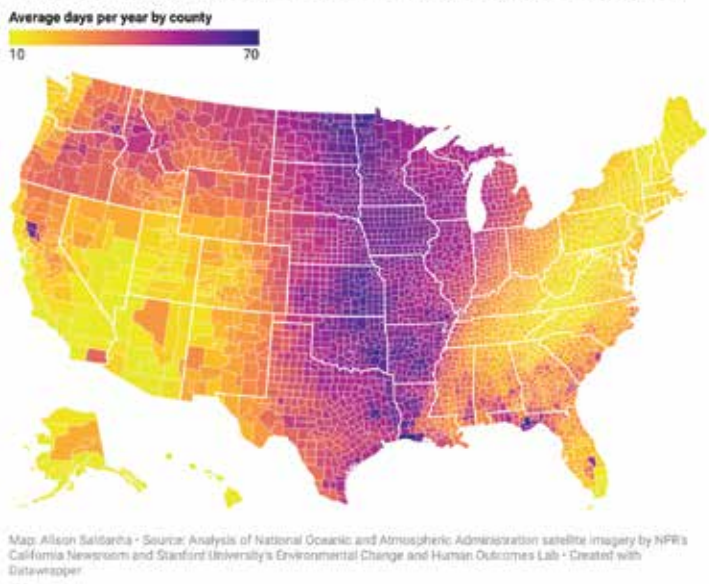 Average days per year by county
10 70
Map: Alison Saldanha • Source: Analysis of National Oceanic and Atmospheric Administration satellite imagery by NPR's
California Newsroom and Stanford University's Environmental Change and Human Outcomes Lab • Created with
Datawrapper